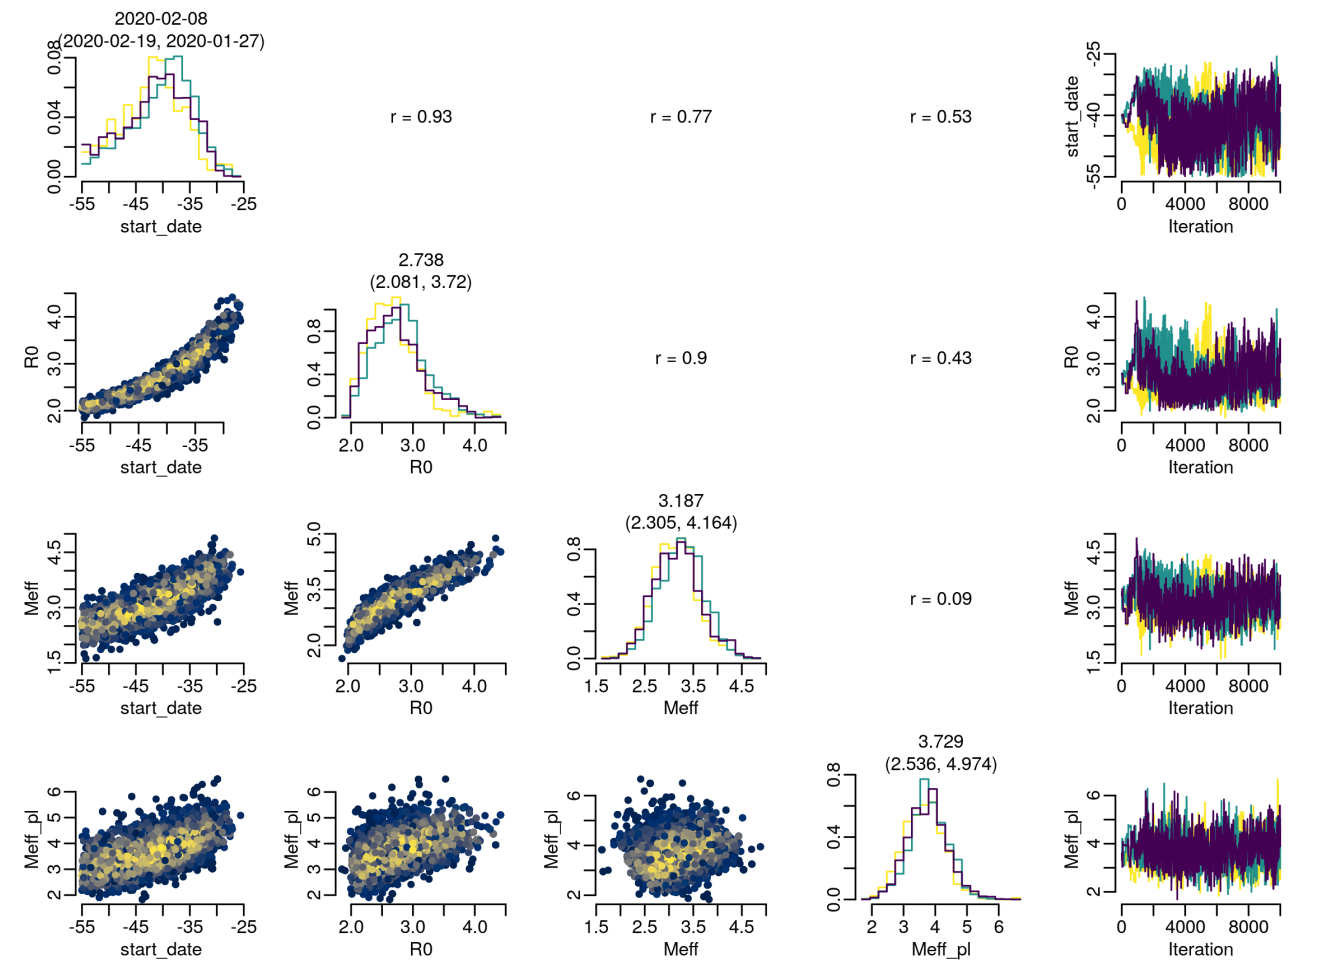 2020-02-08
(2020-02-19, 2020-01-27)
0.00 0.04 0.08
-55 -45 -35 -25
start_date
r = 0.93
r = 0.77
r = 0.53
start_date
-55 -40 -25
0 4000 8000
Iteration
R0
2.0 3.0 4.0
-55 -45 -35
start_date
2.738
(2.081, 3.72)
0.0 0.4 0.8
2.0 3.0 4.0
R0
r = 0.9
r = 0.43
R0
2.0 3.0 4.0
0 4000 8000
Iteration
Meff
1.5 3.0 4.5
-55 -45 -35 -25
start_date
Meff
2.0 3.5 5.0
2.0 3.0 4.0
R0
3.187
(2.305, 4.164)
0.0 0.4 0.8
1.5 2.5 3.5 4.5
Meff
r = 0.09
Meff
1.5 3.0 4.5
0 4000 8000
Iteration
Meff_pl
2 3 4 5 6
-55 -45 -35 -25
start_date
Meff_pl
2 3 4 5 6
2.0 3.0 4.0
R0
Meff_pl
2 4 6
1.5 2.5 3.5 4.5
Meff
3.729
(2.536, 4.974)
0.0 0.4 0.8
2 3 4 5 6
Meff_pl
Meff_pl
2 4 6
0 4000 8000
Iteration